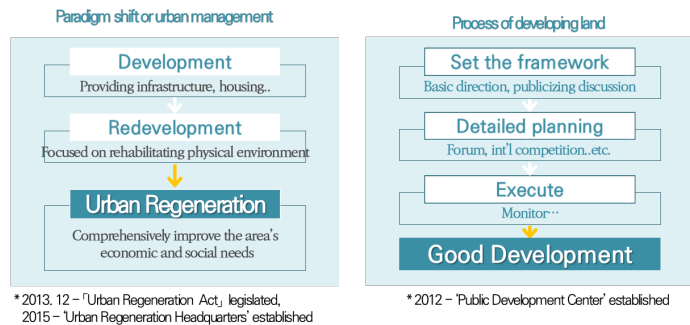 Paradigm shift or urban management
Development
Providing infrastructure, housing..
Redevelopment
Focused on rehabilitating physical environment
Urban Regeneration
Comprehensively improve the area's
economic and social needs
* 2013. 12 – 「Urban Regeneration Act」 legislated,
2015 – 'Urban Regeneration Headquarters' established
Process of developing land
Set the framework
Basic direction, publicizing discussion
Detailed planning
Forum, int'l competition..etc.
Execute
Monitor…
Good Development
* 2012 – 'Public Development Center' established